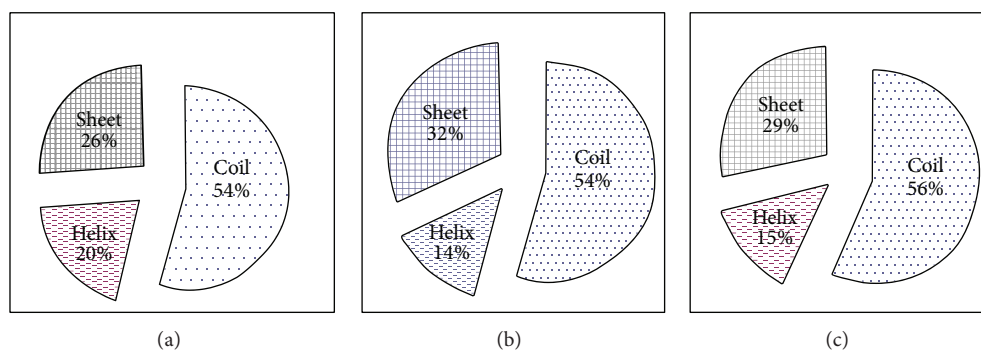 Sheet
26%
Coil
54%
Helix
20%
(a)
Sheet
32%
Coil
54%
Helix
14%
(b)
Sheet
29%
Coil
56%
Helix
15%
(c)